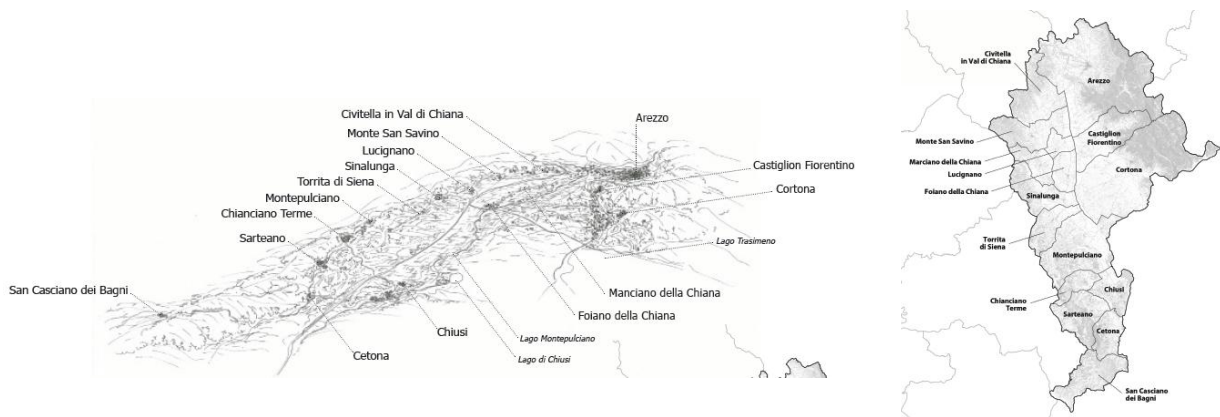 Civitella in Val di Chiana
Monte San Savino
Lucignano
Sinalunga
Torrita di Siena
Montepulciano
Chianciano Terme
Sarteano
San Casciano dei Bagni
Arezzo
Castiglion Fiorentino
Cortona
Lago Trasimeno
Manciano della Chiana
Foiano della Chiana
Lago Montepulciano
Lago di Chiusi
Chiusi
Cetona
Civitella
in Val di Chiana
Arezzo
Monte San Savino
Castiglion
Fiorentino
Marciano della Chiana
Lucignano
Cortona
Foiano della Chiana
Sinalunga
Torrita
di Siena
Montepulciano
Chiusi
Chianciano
Terme
Sarteano
Cetona
San Casciano
dei Bagni